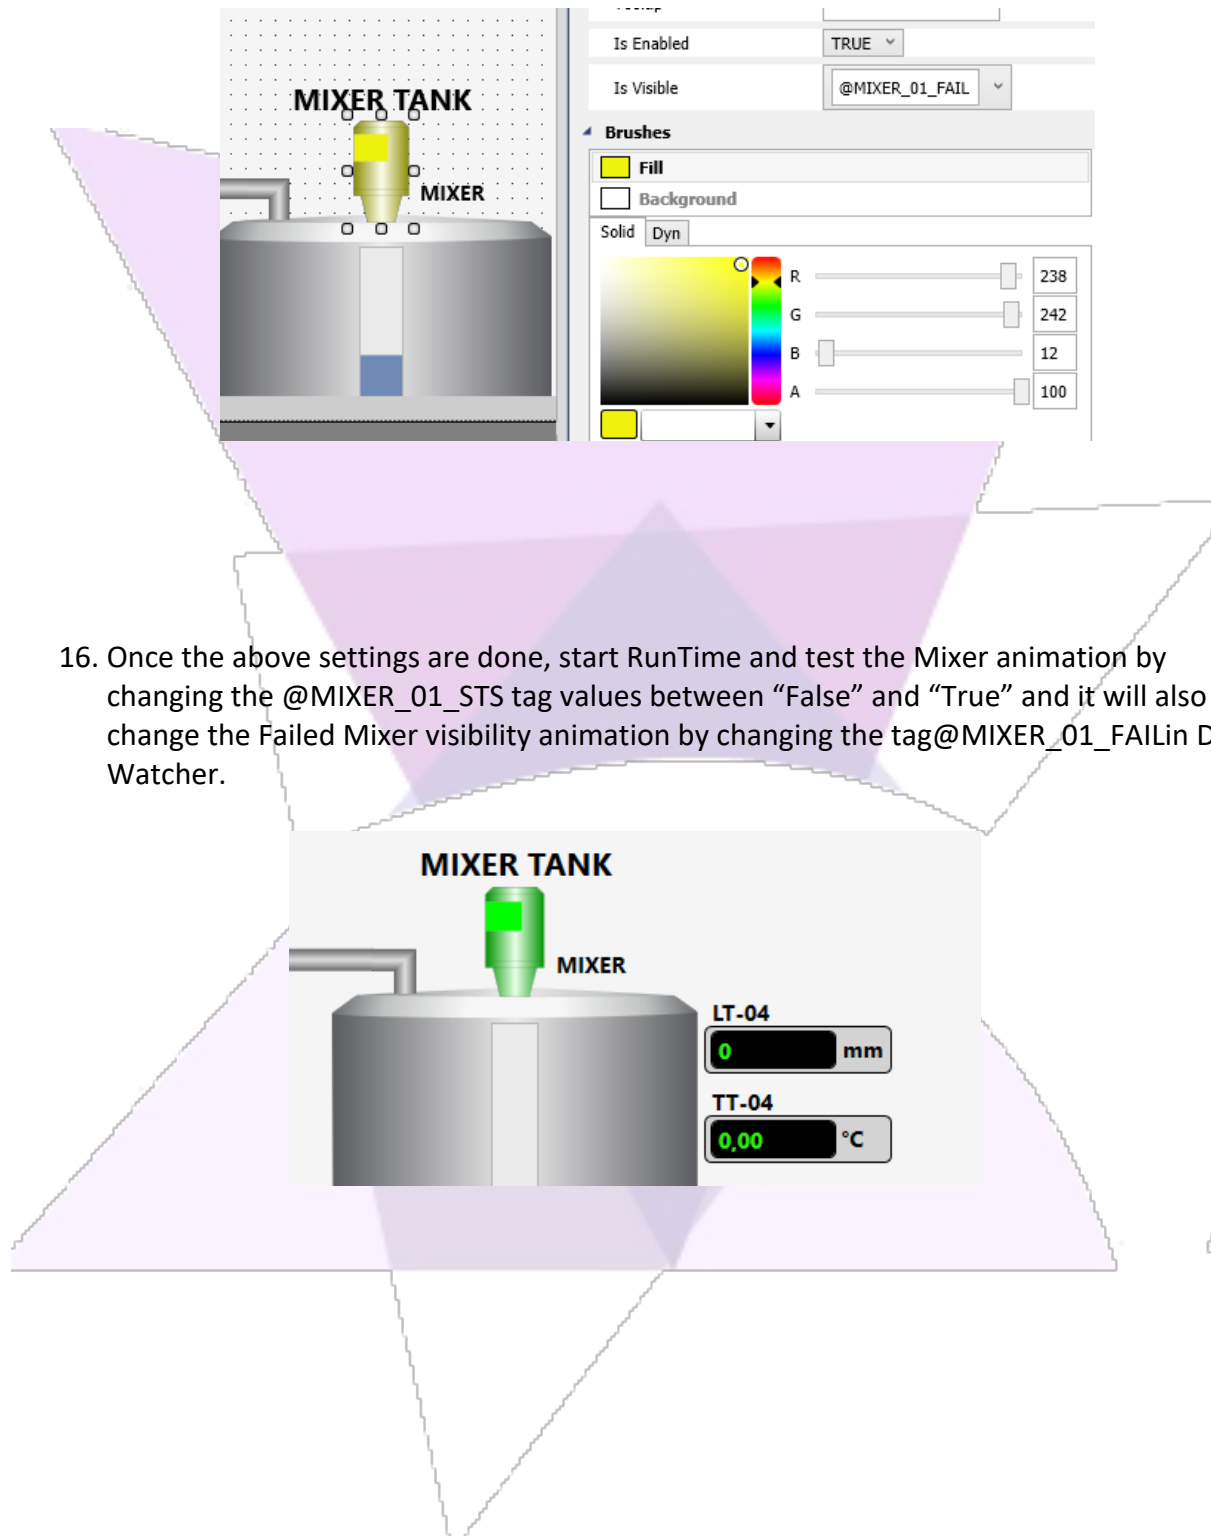 Is Enabled
TRUE
Is Visible
@MIXER_01_FAIL
MIXER TANK
Brushes
Fill
MIXER
Background
Solid
Dyn
R
238
G
242
B
12
A
100
16. Once the above settings are done, start RunTime and test the Mixer animation by
changing the @MIXER_01_STS tag values between “False” and “True” and it will also
change the Failed Mixer visibility animation by changing the tag@MIXER_01_FAILin D
Watcher.
MIXER TANK
MIXER
LT-04
0
mm
TT-04
0,00
°C